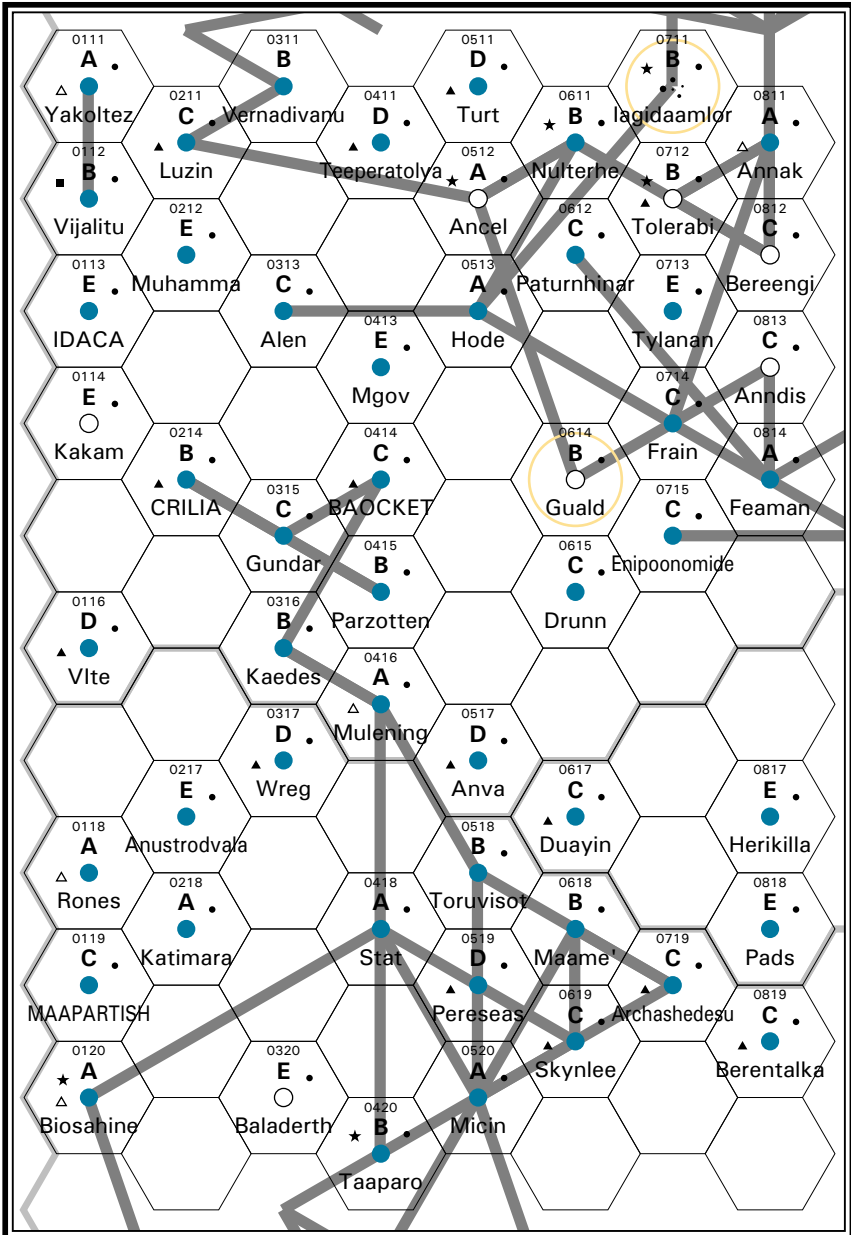 0111
A
Yakoltez
0311
B
Vernadivanu
0511
D
Turt
0711
B
Iagidaamlor
0211
C
Luzin
0411
D
Teeperatolya
0611
B
Nulterhe
0811
A
Annak
0112
B
Vijalitu
0512
A
Ancel
0712
B
Tolerabi
0212
E
Muhamma
0612
C
Paturnhinar
0812
C
Bereengi
0113
E
IDACA
0313
C
Alen
0513
A
Hode
0713
E
Tylanan
0413
E
Mgov
0813
C
Anndis
0114
E
Kakam
0714
C
Frain
0214
B
CRILIA
0414
C
BAOCKET
0614
B
Guald
0814
A
Feaman
0315
C
Gundar
0715
C
Enipoonomide
0415
B
Parzotten
0615
C
Drunn
0116
D
VIte
0316
B
Kaedes
0416
A
Mulening
0317
D
Wreg
0517
D
Anva
0217
E
Anustrodvala
0617
C
Duayin
0817
E
Herikilla
0118
A
Rones
0518
B
Toruvisot
0218
A
Katimara
0418
A
Stat
0618
B
Maame'
0818
E
Pads
0119
C
MAAPARTISH
0519
D
Pereseas
0719
C
Archashedesu
0619
C
Skynlee
0819
C
Berentalka
0120
A
Biosahine
0320
E
Baladerth
0520
A
Micin
0420
B
Taaparo